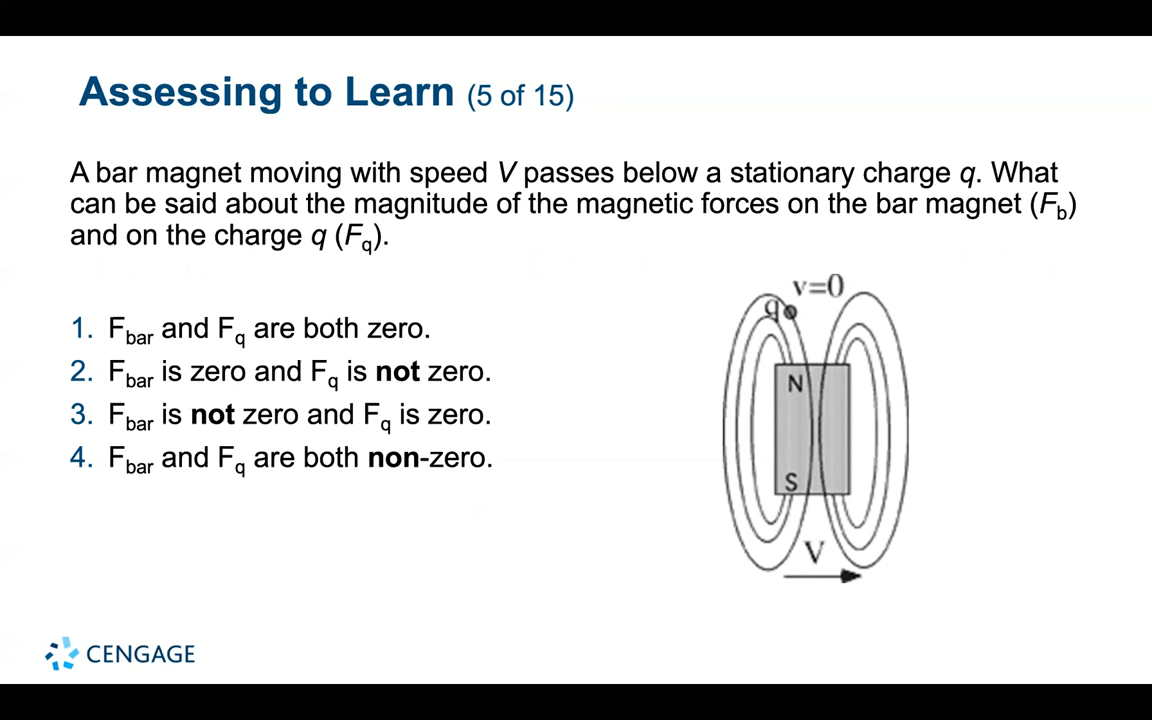 Assessing to Learn (5 of 15)
A bar magnet moving with speed V passes below a stationary charge q. What
can be said about the magnitude of the magnetic forces on the bar magnet (Fb)
and on the charge q (Fq).
1. Fbar and Fq are both zero.
2. Fbar is zero and Fq is not zero.
3. Fbar is not zero and Fq is zero.
4. Fbar and Fq are both non-zero.
v=0
q
N
S
V
CENGAGE